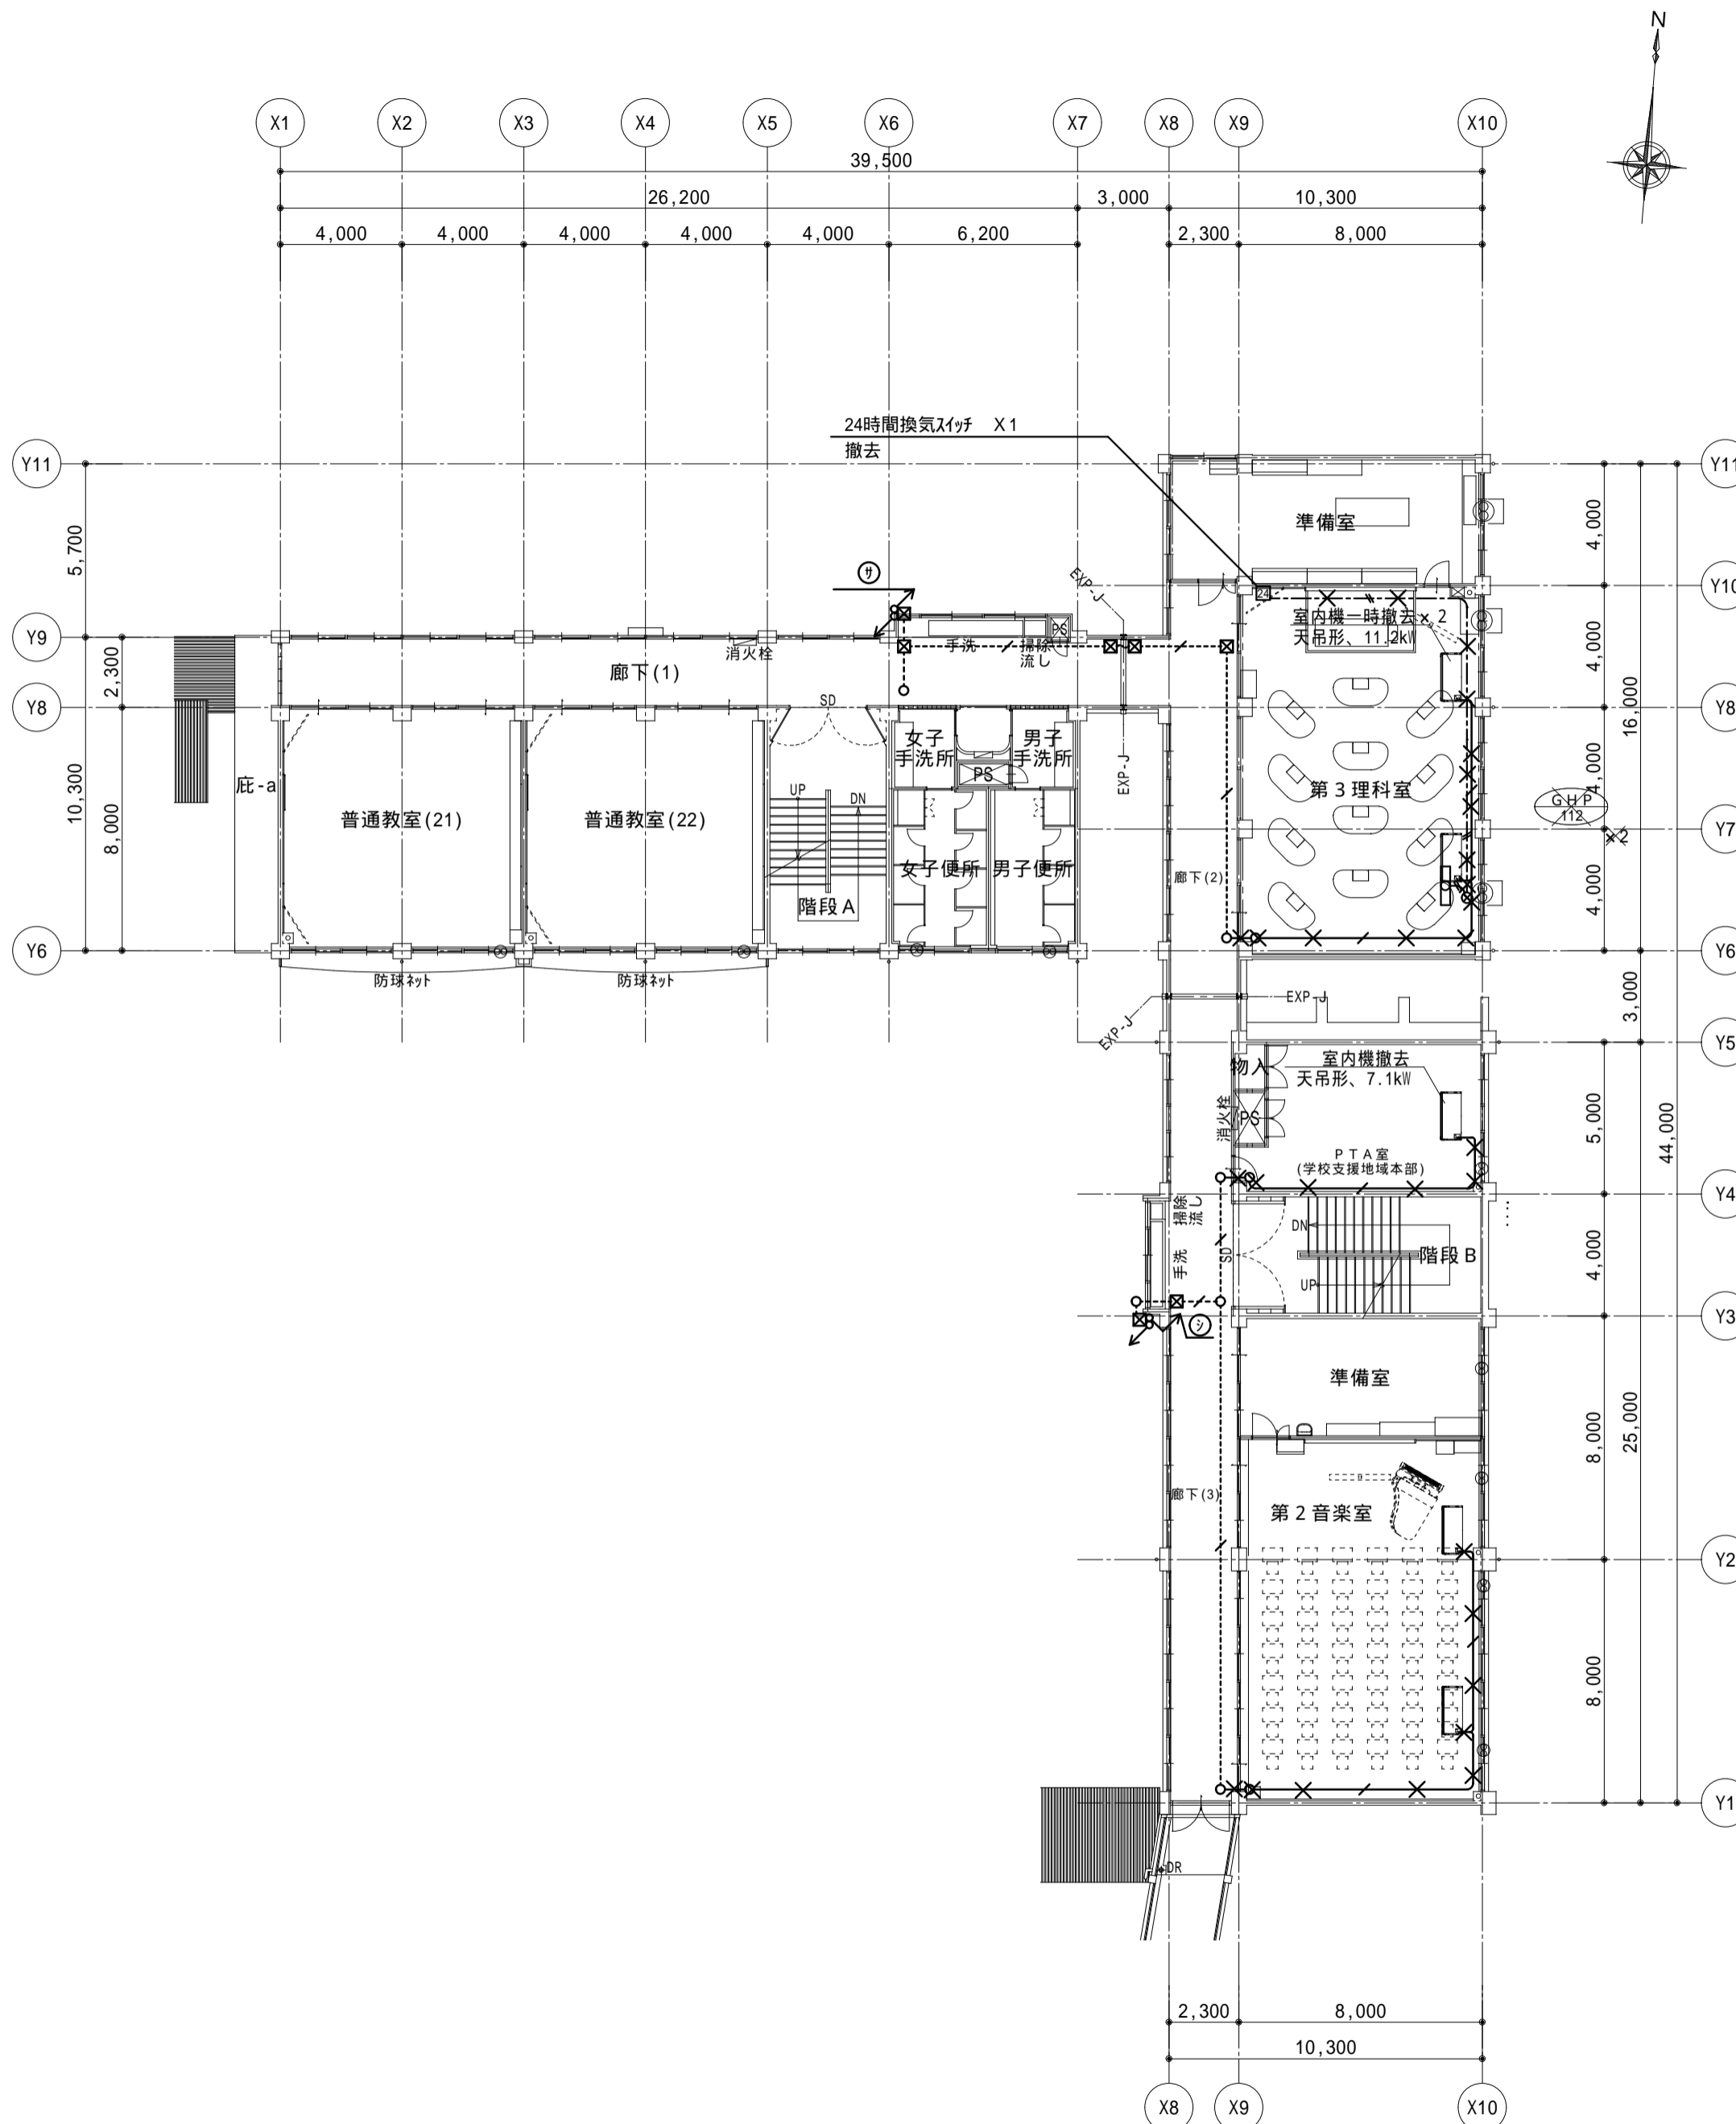 N
X1 X2 X3 X4 X5 X6 X7 X8 X9 X10
39,500
26,200 3,000 10,300
4,000 4,000 4,000 4,000 4,000 6,200 2,300 8,000
24時間換気スイッチ X1
撤去
Y11
Y11
準備室
4,000
5,700
サ
EXP-J
24
Y10
室内機一時撤去×2
天吊形、11.2kW
Y9
消火栓
手洗
掃除
流し
PS
4,000
2,300
廊下(1)
16,000
Y8
SD
Y8
女子
手洗所
男子
手洗所
PS
EXP-J
庇-a
10,300
8,000
普通教室(21)
普通教室(22)
UP
DN
第3理科室
4,000
GHP
112
×2
Y7
女子便所
男子便所
廊下(2)
階段A
4,000
Y6
Y6
防球ネット
防球ネット
EXP-J
EXP-J
3,000
Y5
物入
室内機撤去
天吊形、7.1kW
消火栓
PS
5,000
44,000
PTA室
(学校支援地域本部)
Y4
掃除
流し
手洗
SD
DN
UP
階段B
4,000
Y3
シ
準備室
8,000
25,000
廊下(3)
第2音楽室
Y2
8,000
Y1
DR
2,300 8,000
10,300
X8 X9 X10